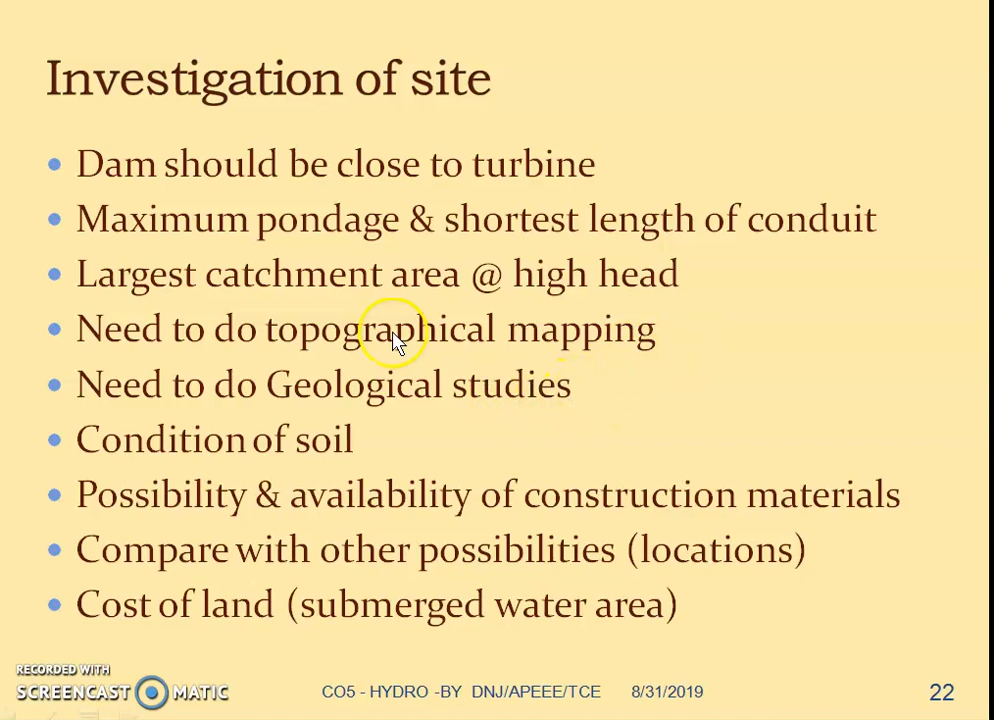 Investigation of site
Dam should be close to turbine
Maximum pondage & shortest length of conduit
Largest catchment area @ high head
Need to do topographical mapping
Need to do Geological studies
Condition of soil
Possibility & availability of construction materials
Compare with other possibilities (locations)
Cost of land (submerged water area)
RECORDED WITH
SCREENCAST MATIC
CO5 - HYDRO -BY DNJ/APEEE/TCE 8/31/2019 22